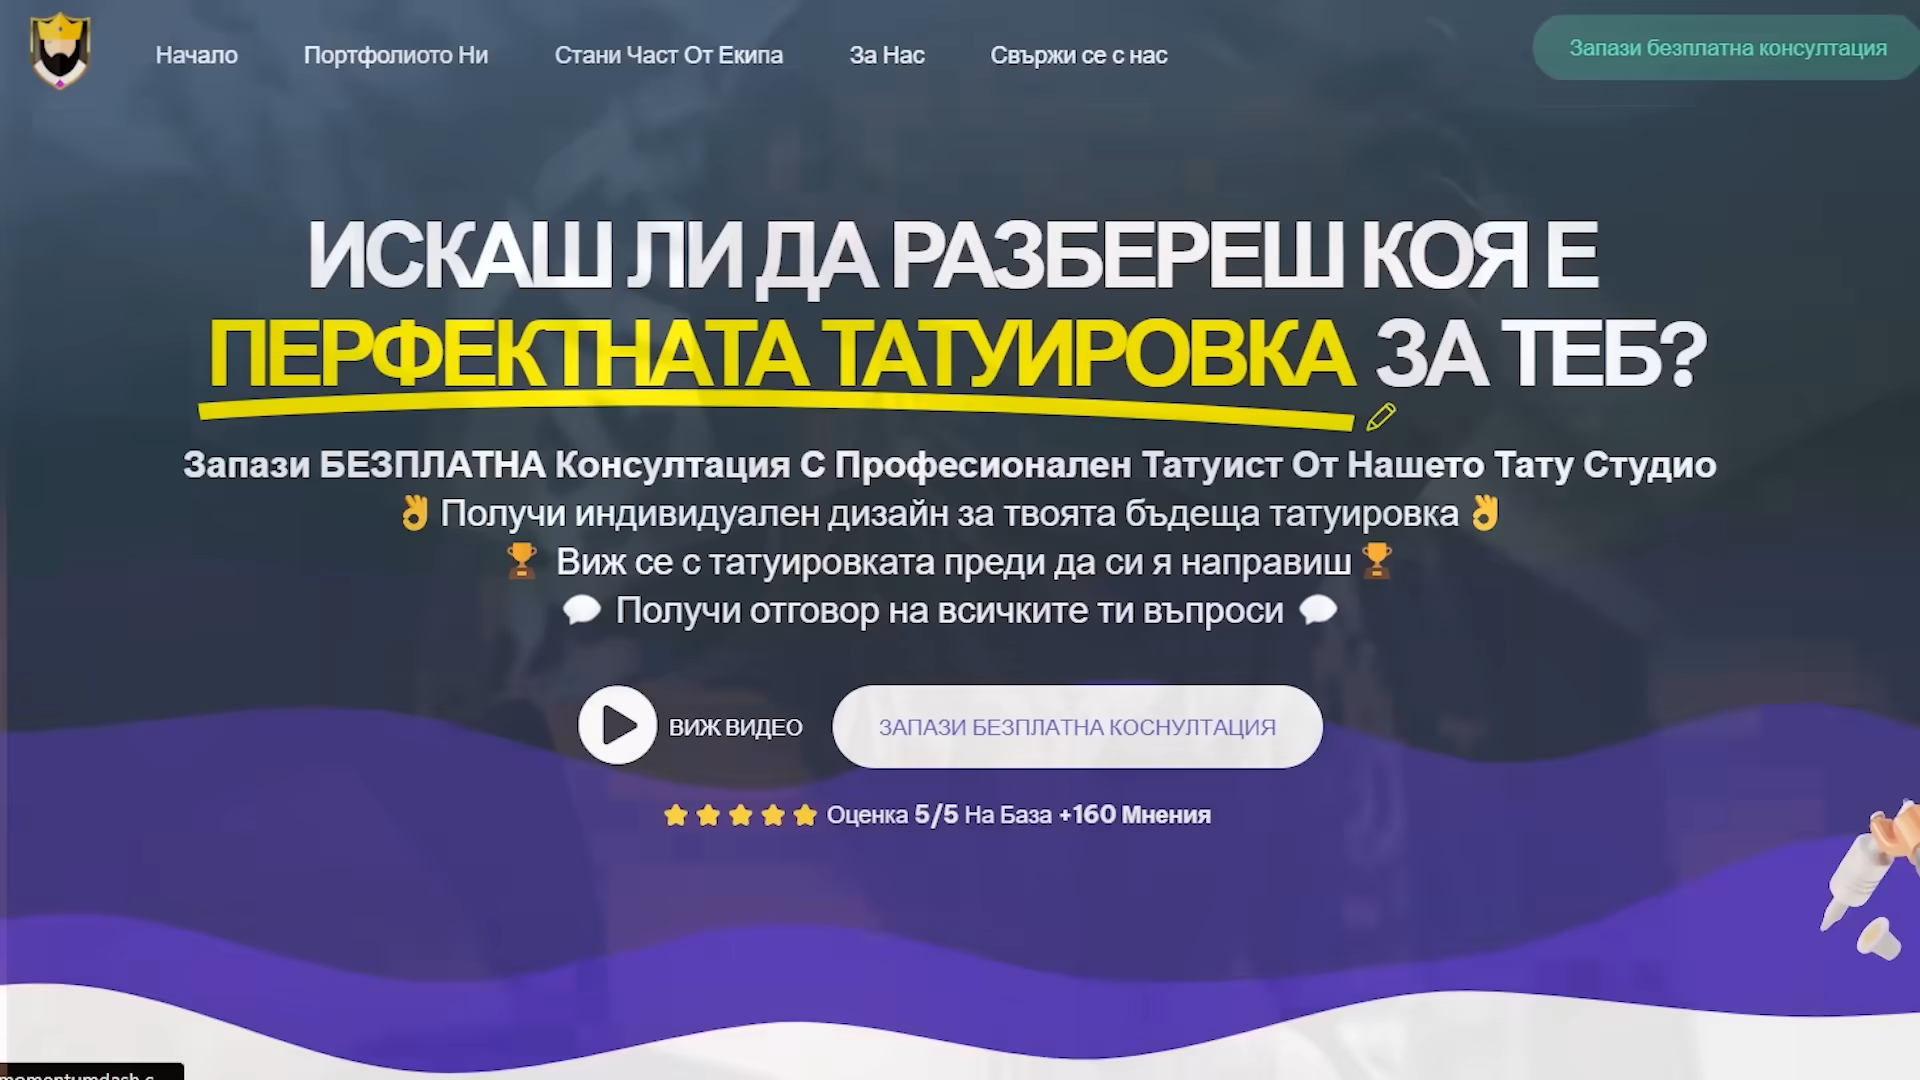 Начало
Портфолиото Ни
Стани Част От Екипа
За Нас
Свържи се с нас
Запази безплатна консултация
ИСКАШ ЛИ ДА РАЗБЕРЕШ КОЯ Е
ПЕРФЕКТНАТА ТАТУИРОВКА ЗА ТЕБ?
Запази БЕЗПЛАТНА Консултация С Професионален Татуист От Нашето Тату Студио
👌 Получи индивидуален дизайн за твоята бъдеща татуировка 👌
🏆 Виж се с татуировката преди да си я направиш 🏆
💬 Получи отговор на всичките ти въпроси 💬
ВИЖ ВИДЕО
ЗАПАЗИ БЕЗПЛАТНА КОСНУЛТАЦИЯ
Оценка 5/5 На База +160 Мнения